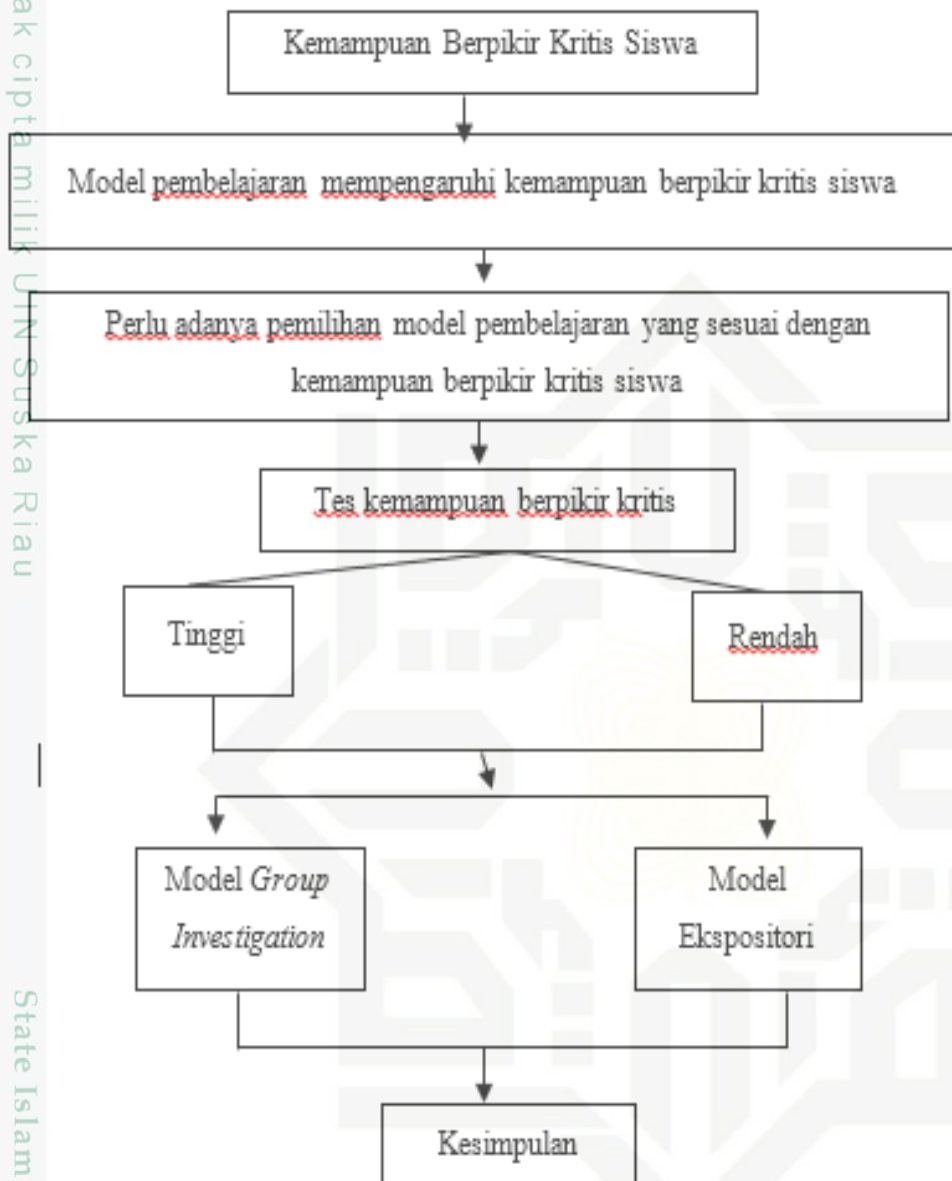 Kemampuan Berpikir Kritis Siswa
Model pembelajaran mempengaruhi kemampuan berpikir kritis siswa
Perlu adanya pemilihan model pembelajaran yang sesuai dengan
kemampuan berpikir kritis siswa
Tes kemampuan berpikir kritis
Tinggi
Rendah
Model Group
Investigation
Model
Ekspositori
Kesimpulan
cipta milik UIN Suska Riau
State Islam